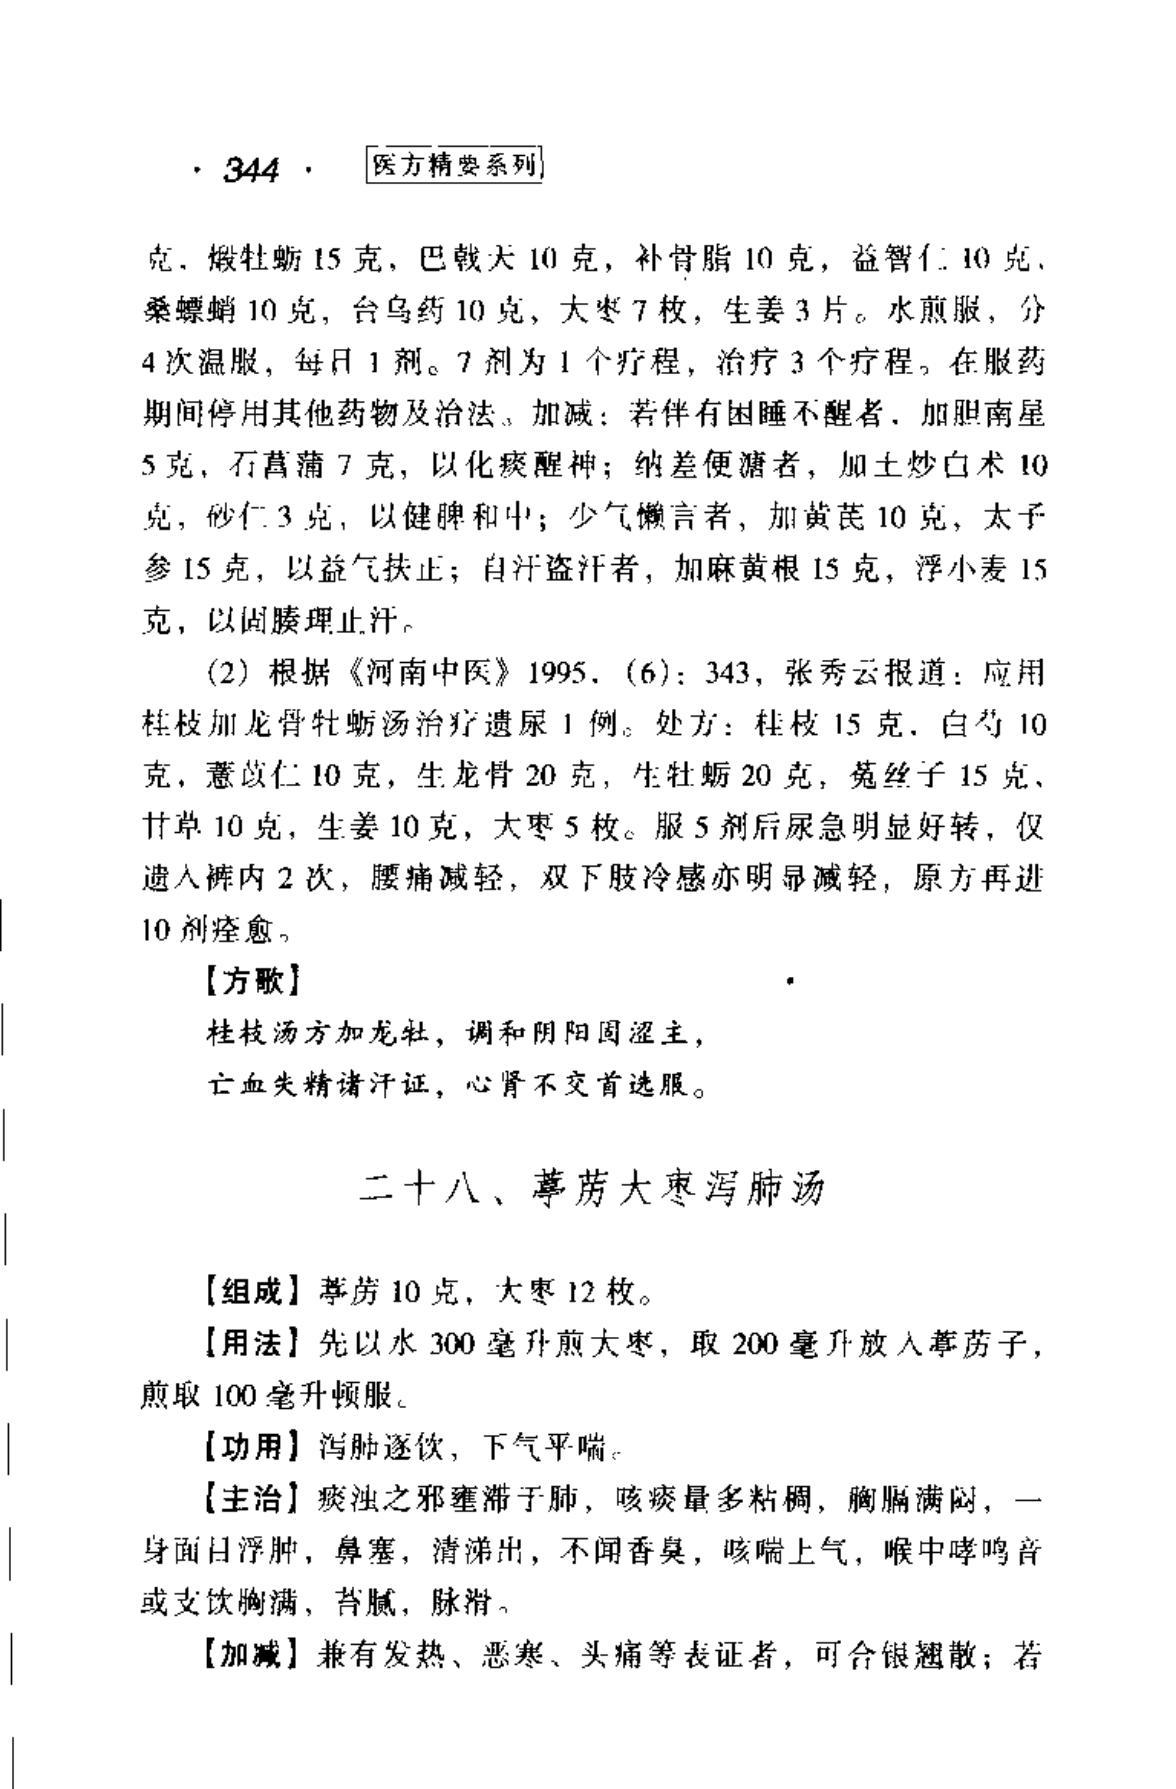 · 344 · 医方精要系列
克，煅牡蛎 15 克，巴戟天 10 克，补骨脂 10 克，益智仁 10 克，
桑螵蛸 10 克，台乌药 10 克，大枣 7 枚，生姜 3 片。水煎服，分
4 次温服，每日 1 剂。7 剂为 1 个疗程，治疗 3 个疗程。在服药
期间停用其他药物及治法。加减：若伴有困睡不醒者，加胆南星
5 克，石菖蒲 7 克，以化痰醒神；纳差便溏者，加土炒白术 10
克，砂仁 3 克，以健脾和中；少气懒言者，加黄芪 10 克，太子
参 15 克，以益气扶正；自汗盗汗者，加麻黄根 15 克，浮小麦 15
克，以固腠理止汗。
（2）根据《河南中医》1995，（6）：343，张秀云报道：应用
桂枝加龙骨牡蛎汤治疗遗尿 1 例。处方：桂枝 15 克，白芍 10
克，薏苡仁 10 克，生龙骨 20 克，生牡蛎 20 克，菟丝子 15 克，
甘草 10 克，生姜 10 克，大枣 5 枚。服 5 剂后尿急明显好转，仅
遗入裤内 2 次，腰痛减轻，双下肢冷感亦明显减轻，原方再进
10 剂痊愈。
【方歌】
桂枝汤方加龙牡，调和阴阳固涩主，
亡血失精诸汗证，心肾不交首选服。
二十八、葶苈大枣泻肺汤
【组成】葶苈 10 克，大枣 12 枚。
【用法】先以水 300 毫升煎大枣，取 200 毫升放入葶苈子，
煎取 100 毫升顿服。
【功用】泻肺逐饮，下气平喘。
【主治】痰浊之邪壅滞于肺，咳痰量多粘稠，胸膈满闷，一
身面目浮肿，鼻塞，清涕出，不闻香臭，咳喘上气，喉中哮鸣音
或支饮胸满，苔腻，脉滑。
【加减】兼有发热、恶寒、头痛等表证者，可合银翘散；若